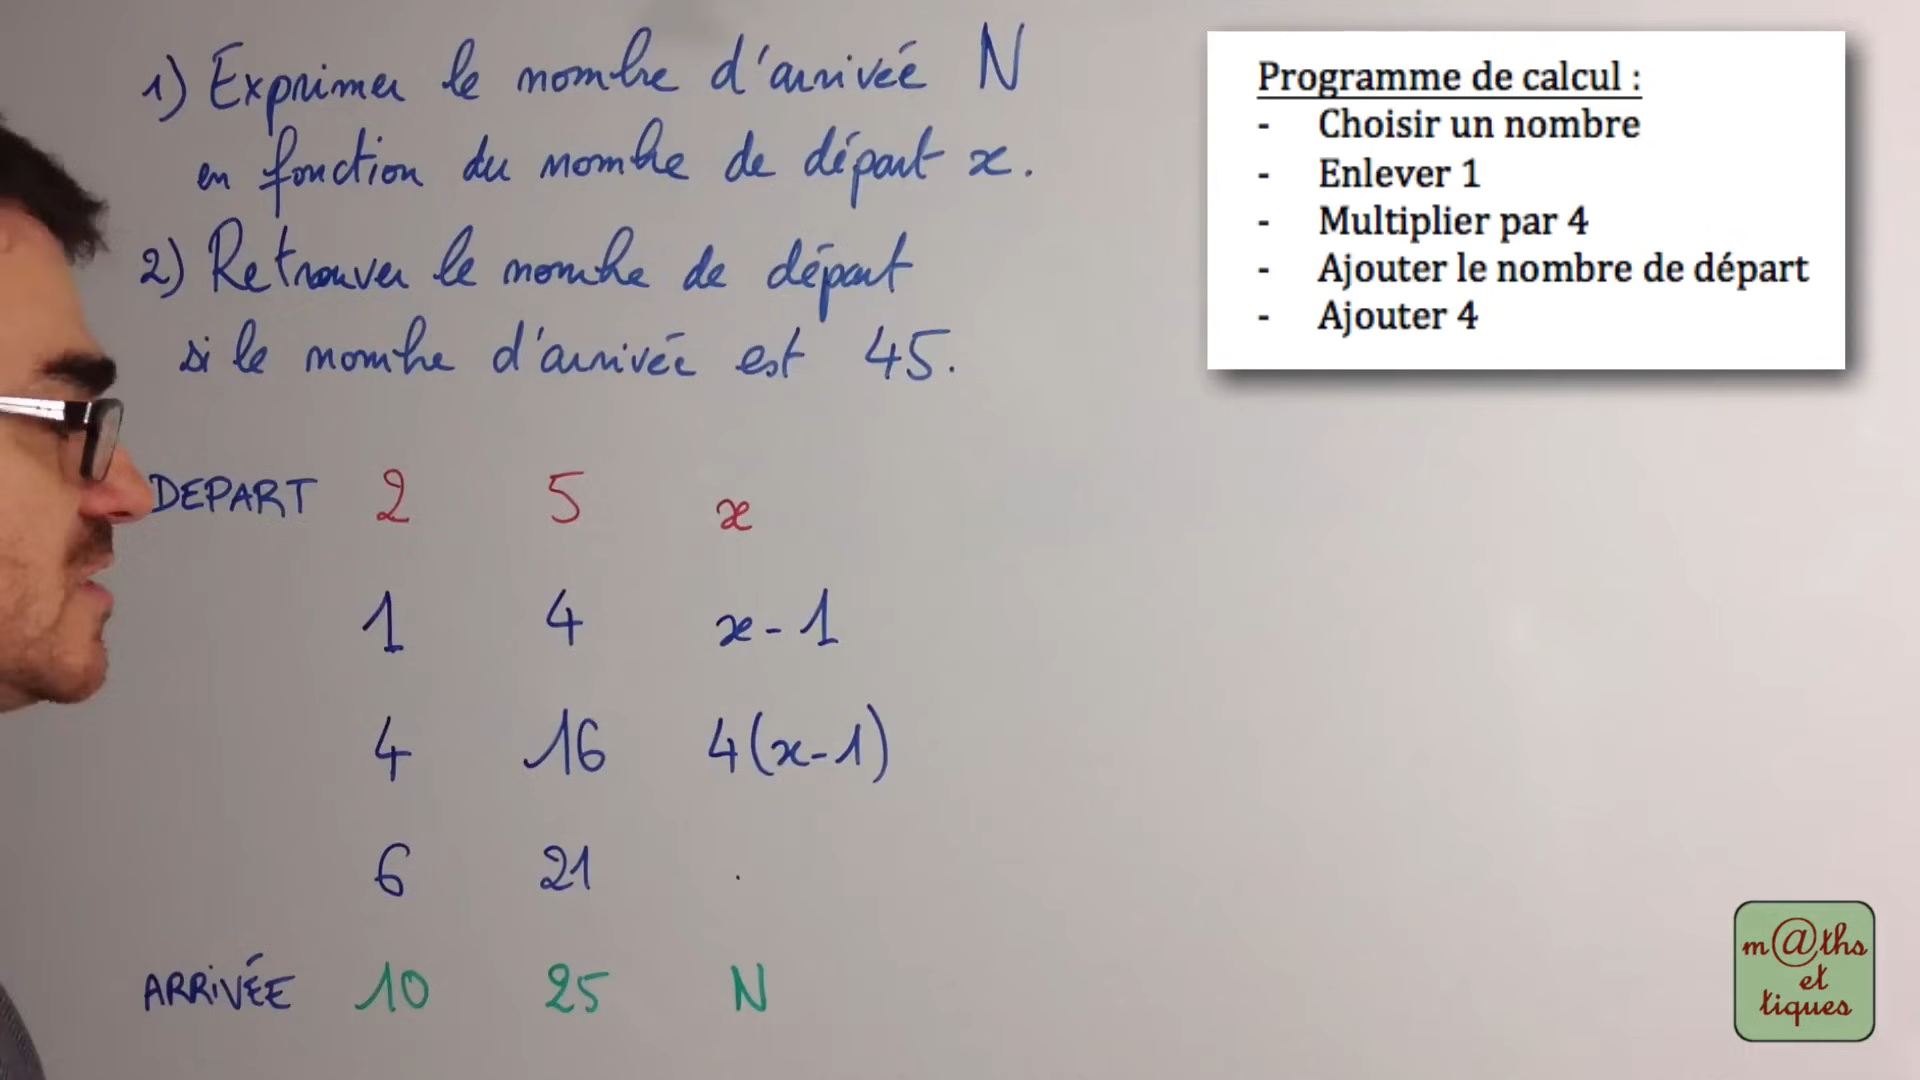 1) Exprimer le nombre d'arrivée N
en fonction du nombre de départ x.
2) Retrouver le nombre de départ
si le nombre d'arrivée est 45.
Programme de calcul :
- Choisir un nombre
- Enlever 1
- Multiplier par 4
- Ajouter le nombre de départ
- Ajouter 4
DEPART 2 5 x
1 4 x-1
4 16 4(x-1)
6 21
ARRIVÉE 10 25 N
m@ths
et
tiques